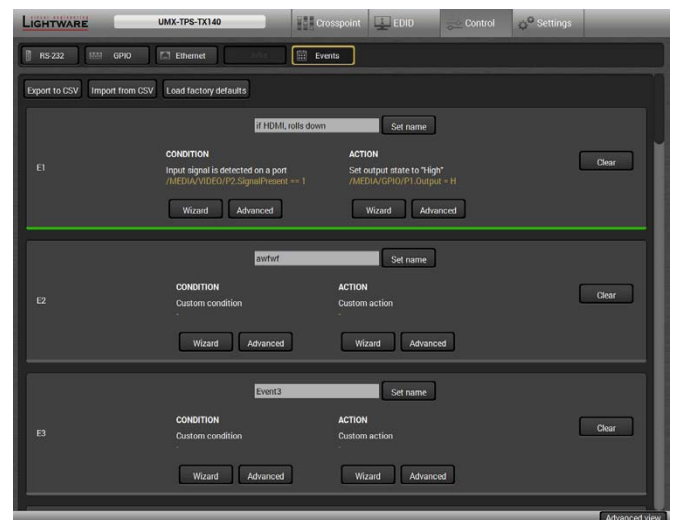 VISUAL ENGINEERING
LIGHTWARE
UMX-TPS-TX140
Crosspoint
EDID
Control
Settings
RS-232
GPIO
Ethernet
Events
Export to CSV
Import from CSV
Load factory defaults
if HDMI, rolls down
Set name
E1
CONDITION
Input signal is detected on a port
/MEDIA/VIDEO/P2.SignalPresent == 1
Wizard
Advanced
ACTION
Set output state to "High"
/MEDIA/GPIO/P1.Output = H
Wizard
Advanced
Clear
awfwf
Set name
E2
CONDITION
Custom condition
-
Wizard
Advanced
ACTION
Custom action
-
Wizard
Advanced
Clear
Event3
Set name
E3
CONDITION
Custom condition
-
Wizard
Advanced
ACTION
Custom action
-
Wizard
Advanced
Clear
Advanced view